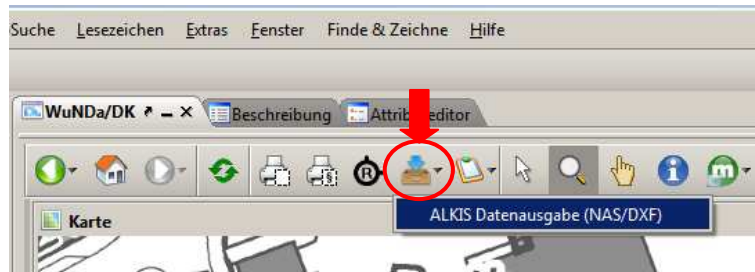 Suche Lesezeichen Extras Fenster Finde & Zeichne Hilfe
WuNDa/DK Beschreibung Attributeditor
R § i m
Karte
ALKIS Datenausgabe (NAS/DXF)